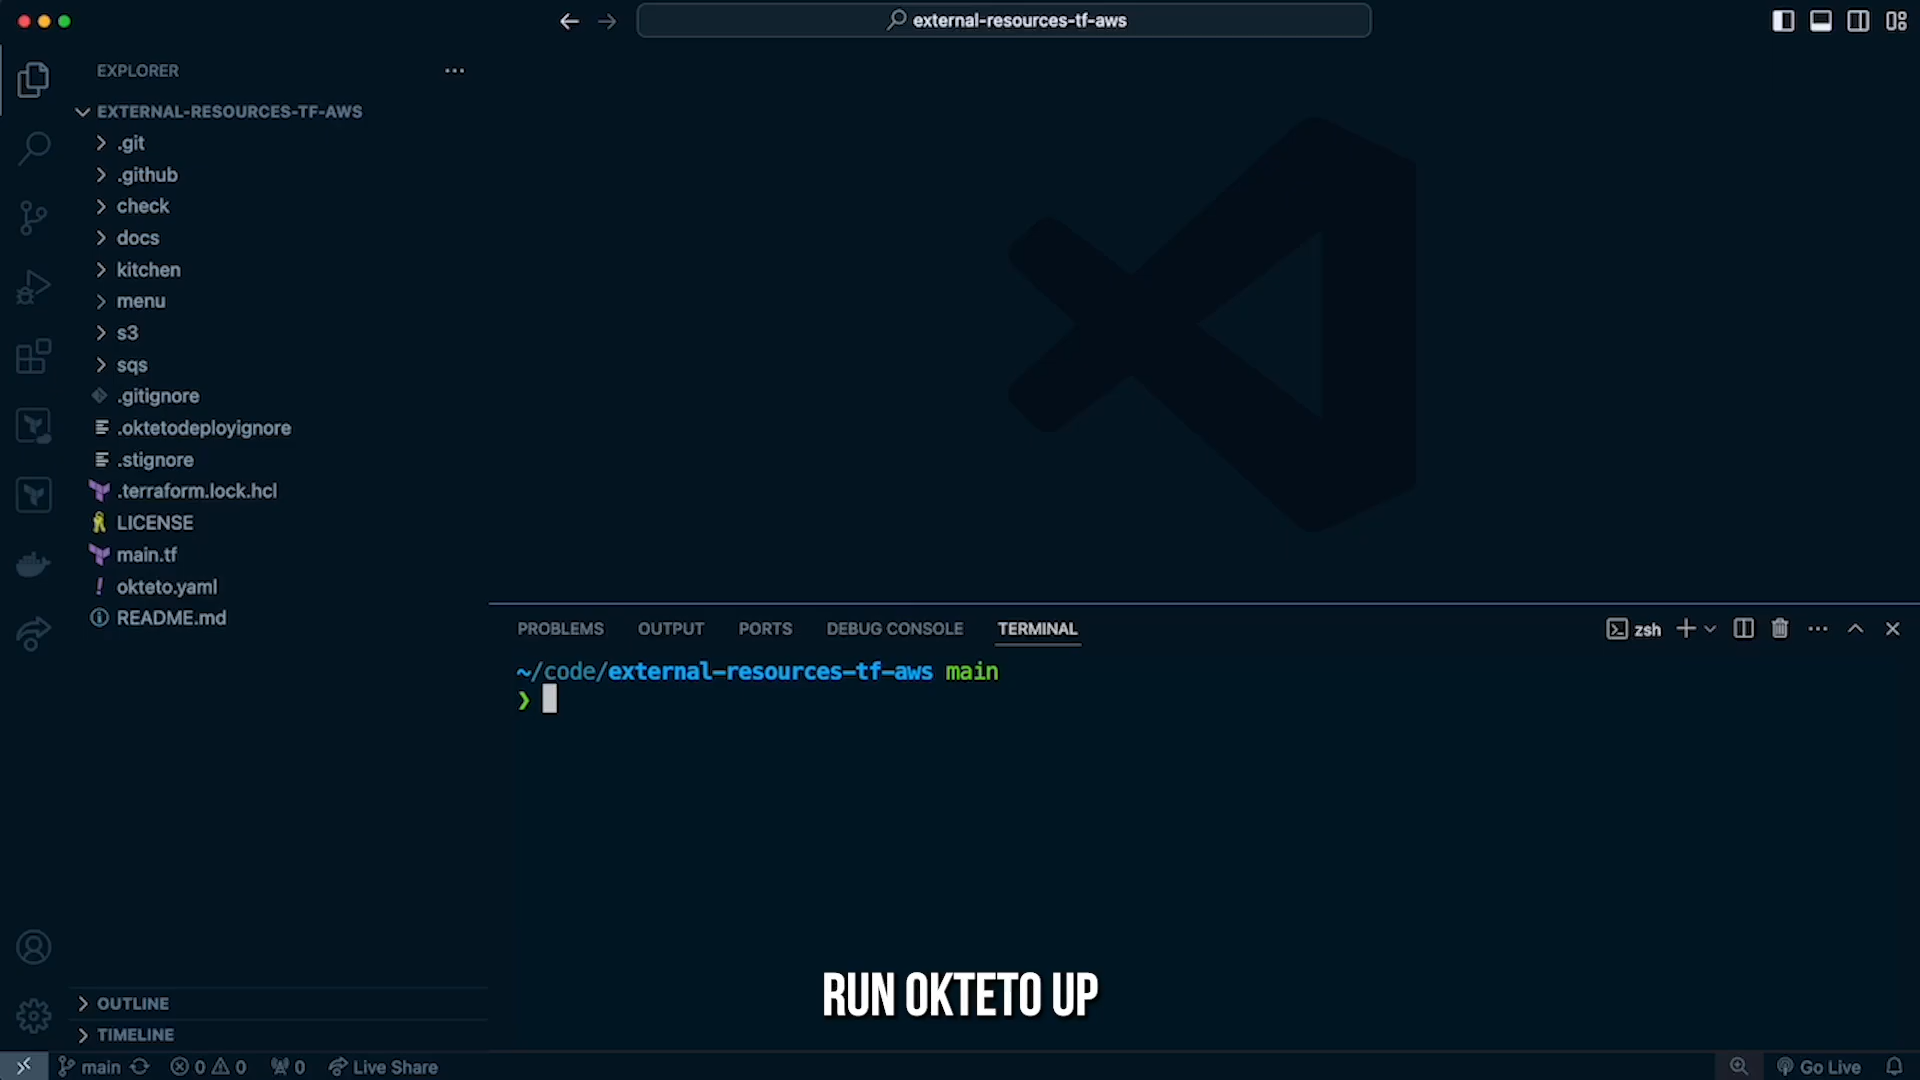 external-resources-tf-aws
EXPLORER
EXTERNAL-RESOURCES-TF-AWS
.git
.github
check
docs
kitchen
menu
s3
sqs
.gitignore
.oktetodeployignore
.stignore
.terraform.lock.hcl
LICENSE
main.tf
okteto.yaml
README.md
PROBLEMS OUTPUT PORTS DEBUG CONSOLE TERMINAL
zsh
~/code/external-resources-tf-aws main
❯
RUN OKTETO UP
OUTLINE
TIMELINE
main 0 0 0 Live Share Go Live